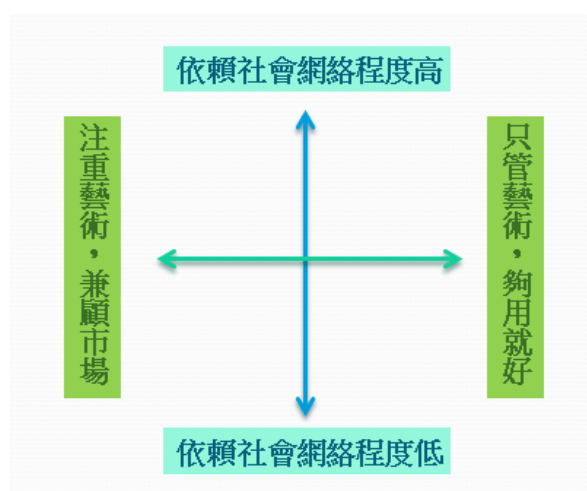 依賴社會網絡程度高
注重藝術，兼顧市場
只管藝術，夠用就好
依賴社會網絡程度低